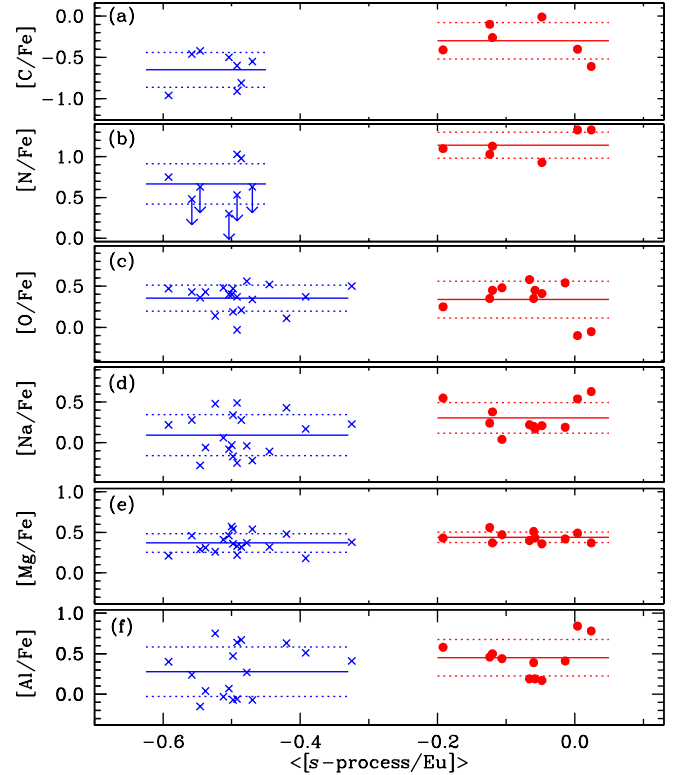 (a)
[C/Fe]
0.0
−0.5
−1.0
(b)
[N/Fe]
1.0
0.5
0.0
(c)
[O/Fe]
0.5
0.0
(d)
[Na/Fe]
0.5
0.0
(e)
[Mg/Fe]
1.0
0.5
0.0
(f)
[Al/Fe]
1.0
0.5
0.0
−0.6 −0.4 −0.2 0.0
<[s−process/Eu]>